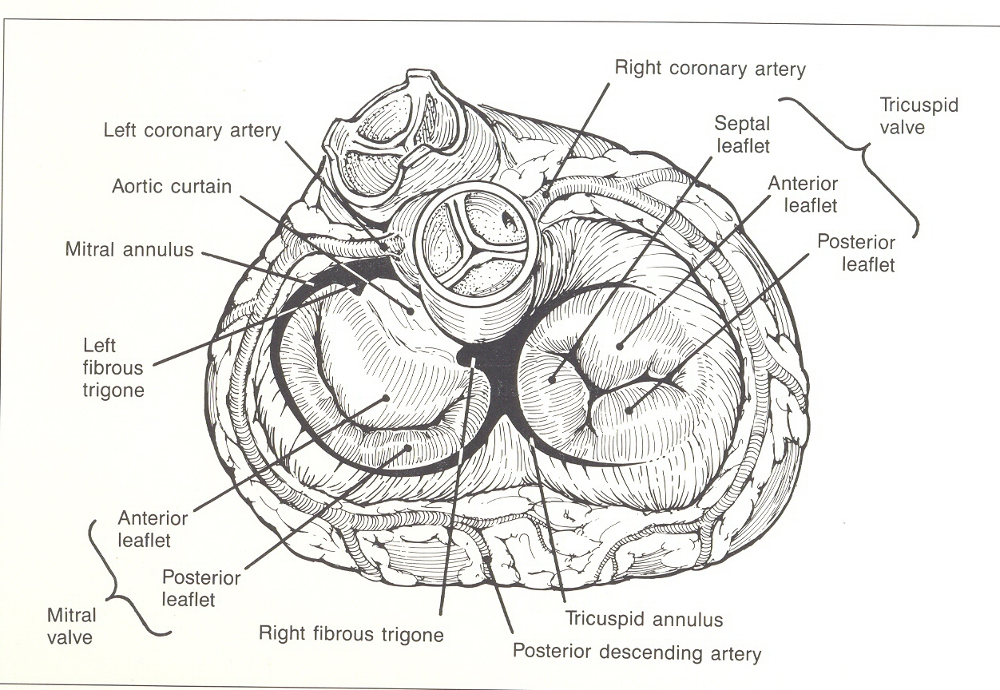 Right coronary artery
Tricuspid
valve
Septal
leaflet
Left coronary artery
Anterior
leaflet
Aortic curtain
Posterior
leaflet
Mitral annulus
Left
fibrous
trigone
Anterior
leaflet
Posterior
leaflet
Mitral
valve
Right fibrous trigone
Tricuspid annulus
Posterior descending artery